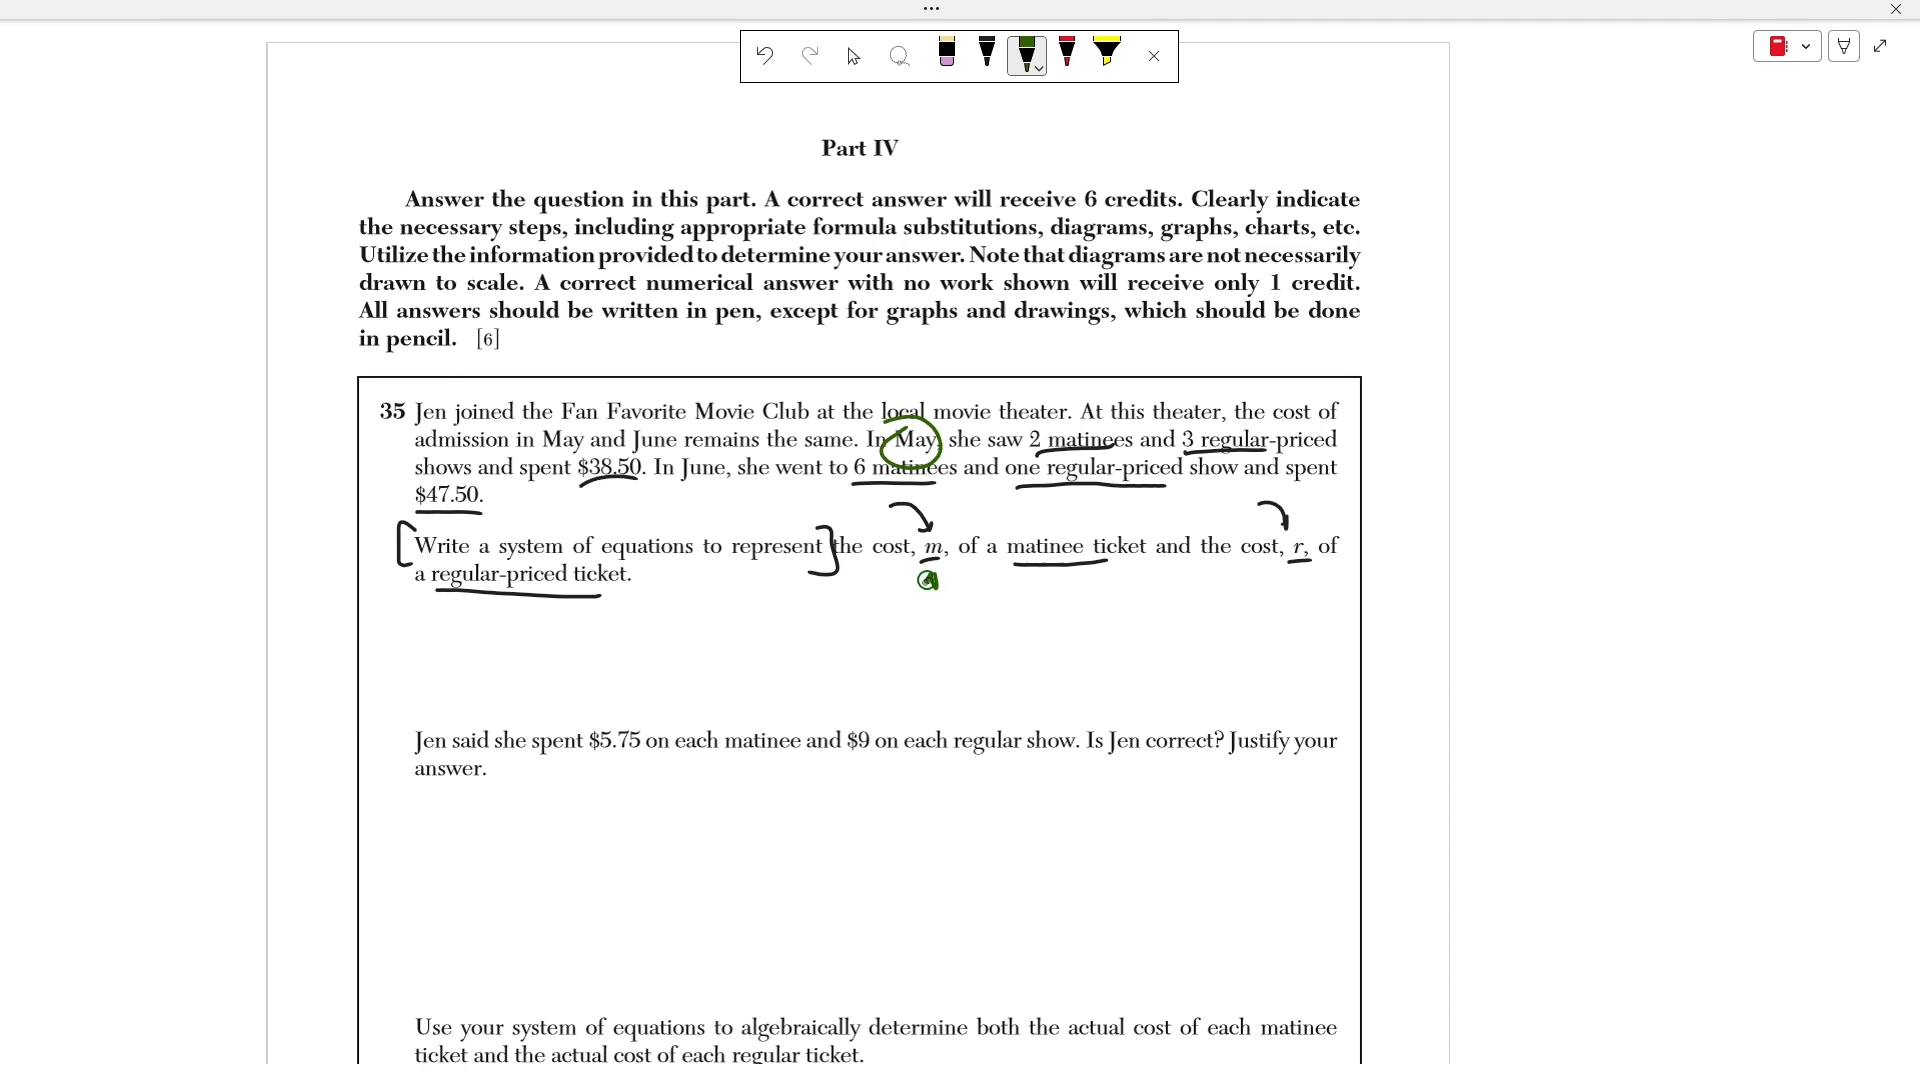 Part IV
Answer the question in this part. A correct answer will receive 6 credits. Clearly indicate
the necessary steps, including appropriate formula substitutions, diagrams, graphs, charts, etc.
Utilize the information provided to determine your answer. Note that diagrams are not necessarily
drawn to scale. A correct numerical answer with no work shown will receive only 1 credit.
All answers should be written in pen, except for graphs and drawings, which should be done
in pencil. [6]
35 Jen joined the Fan Favorite Movie Club at the local movie theater. At this theater, the cost of
admission in May and June remains the same. In May, she saw 2 matinees and 3 regular-priced
shows and spent $38.50. In June, she went to 6 matinees and one regular-priced show and spent
$47.50.
Write a system of equations to represent the cost, m, of a matinee ticket and the cost, r, of
a regular-priced ticket.
Jen said she spent $5.75 on each matinee and $9 on each regular show. Is Jen correct? Justify your
answer.
Use your system of equations to algebraically determine both the actual cost of each matinee
ticket and the actual cost of each regular ticket.